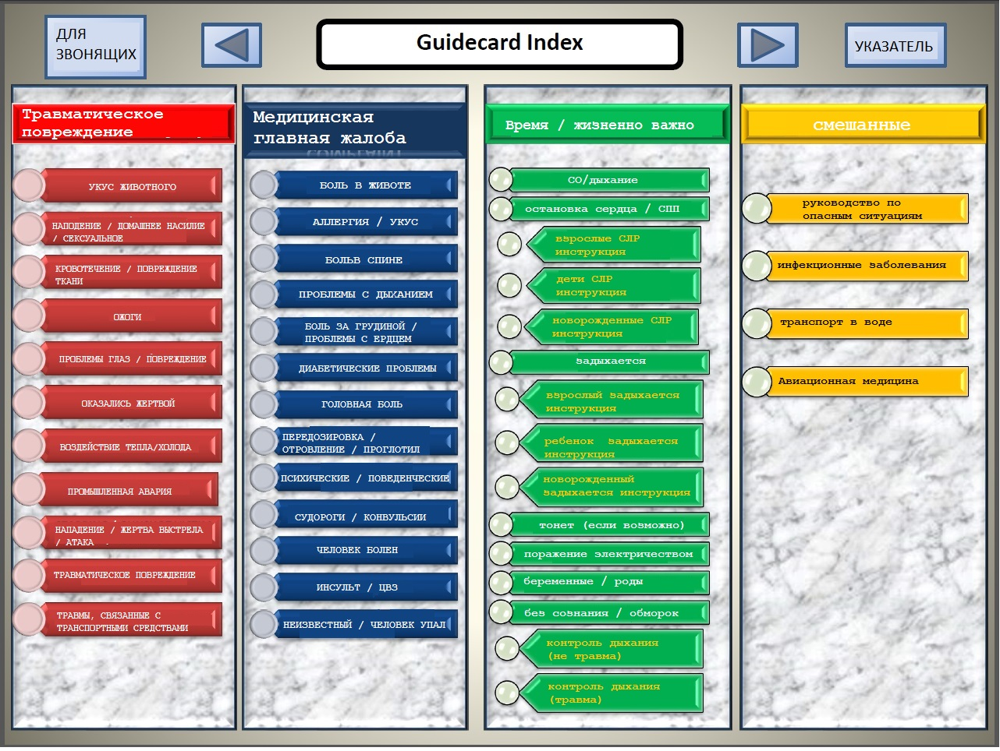 ДЛЯ
ЗВОНЯЩИХ
Guidecard Index
УКАЗАТЕЛЬ
Травматическое
повреждение
УКУС ЖИВОТНОГО
НАПОДЕНИЕ / ДОМАШНЕЕ НАСИЛИЕ
/ СЕКСУАЛЬНОЕ
КРОВОТЕЧЕНИЕ / ПОВРЕЖДЕНИЕ
ТКАНИ
ОЖОГИ
ПРОБЛЕМЫ ГЛАЗ / ПОВРЕЖДЕНИЕ
ОКАЗАЛИСЬ ЖЕРТВОЙ
ВОЗДЕЙСТВИЕ ТЕПЛА/ХОЛОДА
ПРОМЫШЛЕННАЯ АВАРИЯ
НАПАДЕНИЕ / ЖЕРТВА ВЫСТРЕЛА
/ АТАКА
ТРАВМАТИЧЕСКОЕ ПОВРЕЖДЕНИЕ
ТРАВМЫ, СВЯЗАННЫЕ С
ТРАНСПОРТНЫМИ СРЕДСТВАМИ
Медицинская
главная жалоба
БОЛЬ В ЖИВОТЕ
АЛЛЕРГИЯ / УКУС
БОЛЬВ СПИНЕ
ПРОБЛЕМЫ С ДЫХАНИЕМ
БОЛЬ ЗА ГРУДИНОЙ /
ПРОБЛЕМЫ С ЕРДЦЕМ
ДИАБЕТИЧЕСКИЕ ПРОБЛЕМЫ
ГОЛОВНАЯ БОЛЬ
ПЕРЕДОЗИРОВКА /
ОТРОВЛЕНИЕ / ПРОГЛОТИЛ
ПСИХИЧЕСКИЕ / ПОВЕДЕНЧЕСКИЕ
СУДОРОГИ / КОНВУЛЬСИИ
ЧЕЛОВЕК БОЛЕН
ИНСУЛЬТ / ЦВЗ
НЕИЗВЕСТНЫЙ / ЧЕЛОВЕК УПАЛ
Время / жизненно важно
СО/дыхание
остановка сердца / СПП
взрослые СЛР
инструкция
дети СЛР
инструкция
новорожденные СЛР
инструкция
задыхается
взрослый задыхается
инструкция
ребенок задыхается
инструкция
новорожденный
задыхается инструкция
тонет (если возможно)
поражение электричеством
беременные / роды
без сознания / обморок
контроль дыхания
(не травма)
контроль дыхания
(травма)
смешанные
руководство по
опасным ситуациям
инфекционные заболевания
транспорт в воде
Авиационная медицина